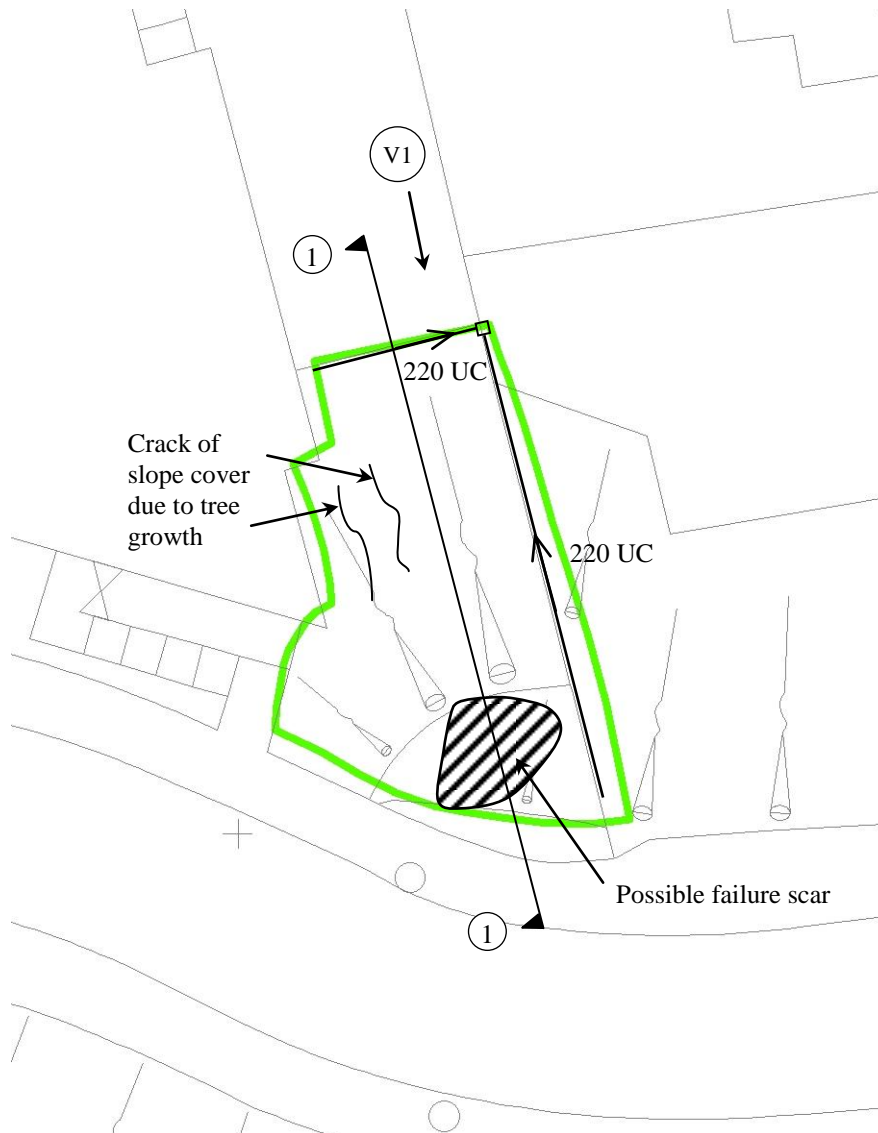 V1
1
220 UC
Crack of
slope cover
due to tree
growth
220 UC
Possible failure scar
1